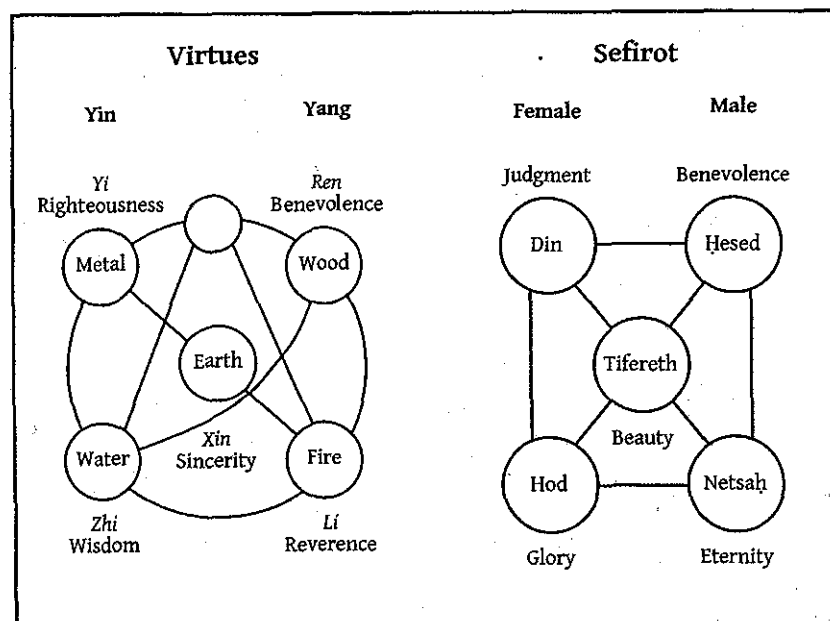 Virtues
Yin
Yang
Yi
Righteousness
Ren
Benevolence
Metal
Wood
Earth
Xin
Sincerity
Water
Fire
Zhi
Wisdom
Li
Reverence
Sefirot
Female
Male
Judgment
Benevolence
Din
Ḥesed
Tifereth
Beauty
Hod
Netsaḥ
Glory
Eternity